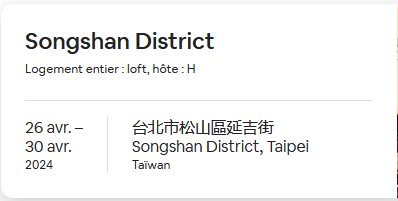 Songshan District
Logement entier : loft, hôte : H
26 avr. –
30 avr.
2024
台北市松山區延吉街
Songshan District, Taipei
Taïwan